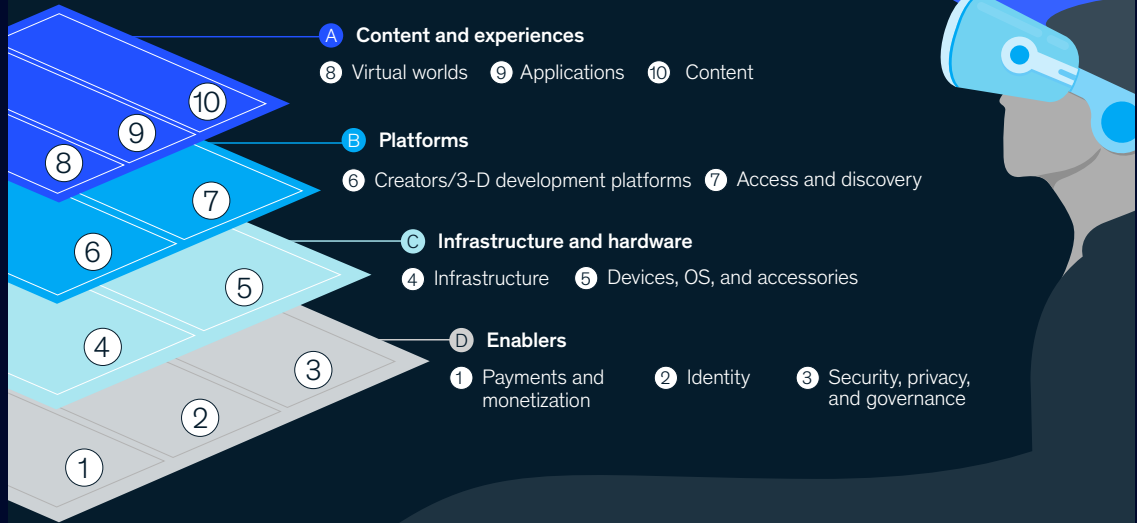 A Content and experiences
8 Virtual worlds 9 Applications 10 Content
10
9
8
B Platforms
6 Creators/3-D development platforms 7 Access and discovery
7
6
C Infrastructure and hardware
4 Infrastructure 5 Devices, OS, and accessories
5
4
D Enablers
1 Payments and monetization 2 Identity 3 Security, privacy, and governance
3
2
1